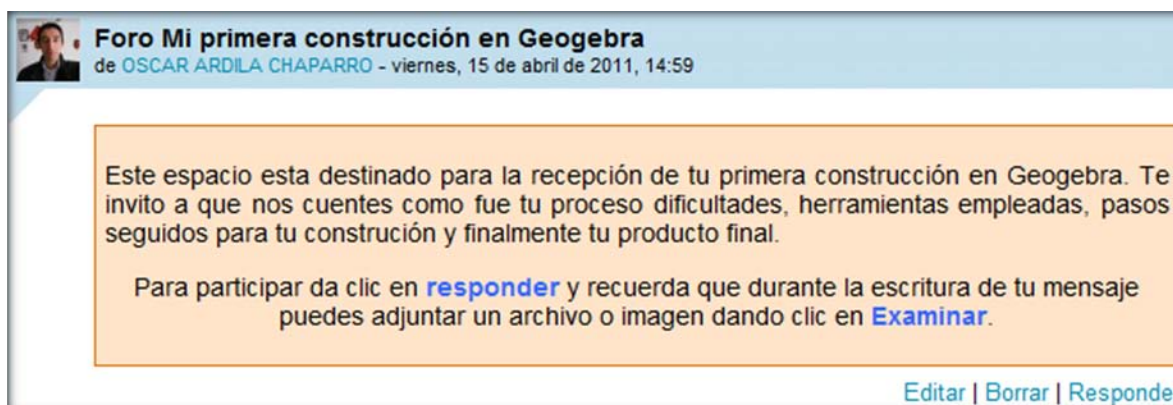 Foro Mi primera construcción en Geogebra
de OSCAR ARDILA CHAPARRO - viernes, 15 de abril de 2011, 14:59
Este espacio esta destinado para la recepción de tu primera construcción en Geogebra. Te
invito a que nos cuentes como fue tu proceso dificultades, herramientas empleadas, pasos
seguidos para tu construción y finalmente tu producto final.
Para participar da clic en responder y recuerda que durante la escritura de tu mensaje
puedes adjuntar un archivo o imagen dando clic en Examinar.
Editar | Borrar | Responde